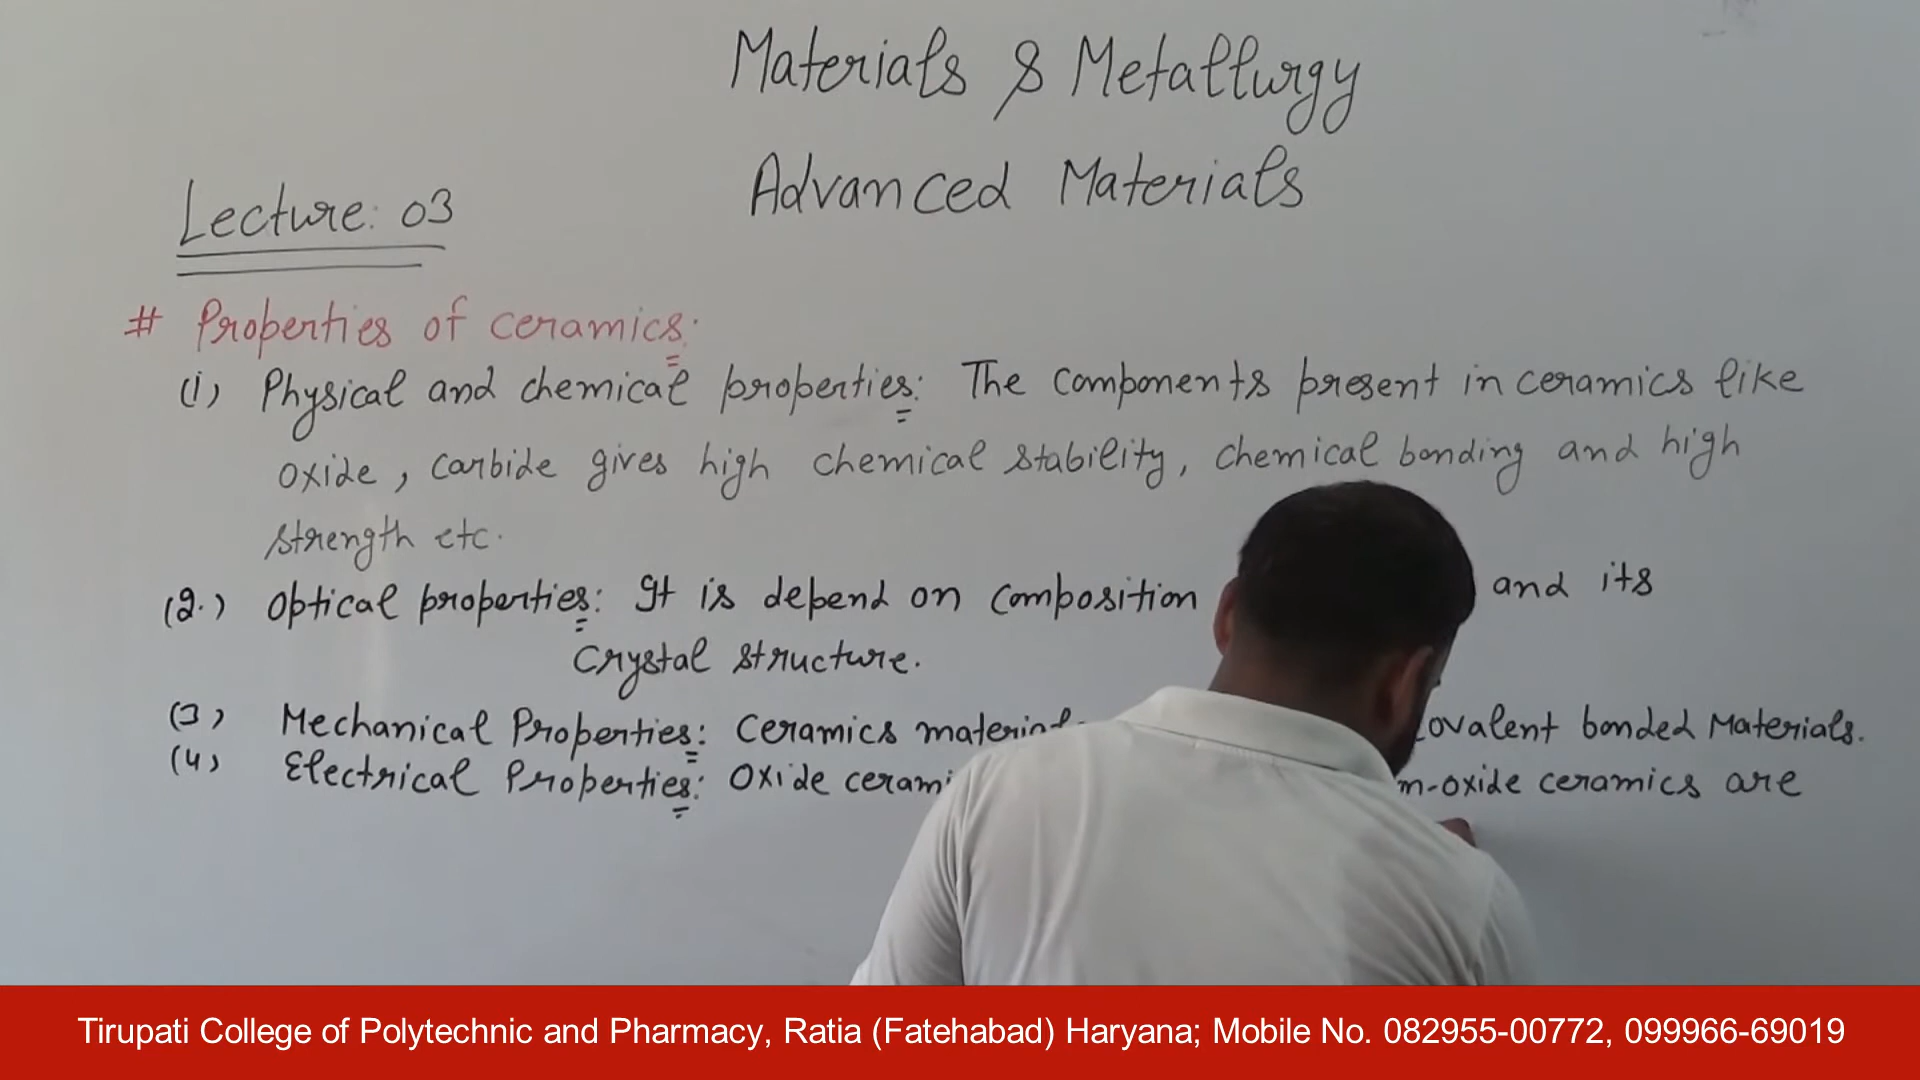 Materials & Metallurgy
Advanced Materials
Lecture: 03
# Properties of ceramics:
(1) Physical and chemical properties: The components present in ceramics like
oxide, carbide gives high chemical stability, chemical bonding and high
strength etc.
(2.) Optical properties: It is depend on composition and its
crystal structure.
(3) Mechanical Properties: Ceramics material bonded Materials.
(4) Electrical Properties: Oxide ceramics are
Tirupati College of Polytechnic and Pharmacy, Ratia (Fatehabad) Haryana; Mobile No. 082955-00772, 099966-69019